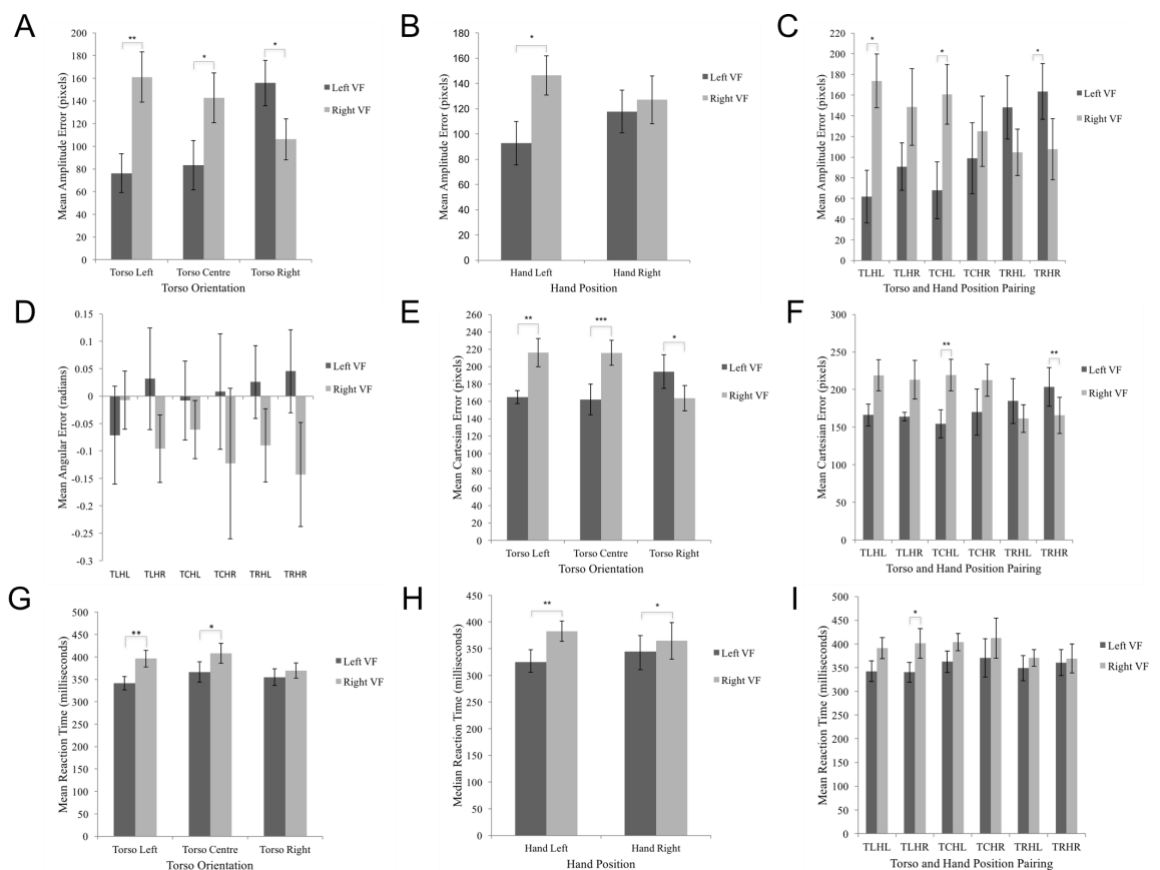 A
Mean Amplitude Error (pixels)
200
180
160
140
120
100
80
60
40
20
0
**
*
*
Left VF
Right VF
Torso Left
Torso Centre
Torso Right
Torso Orientation
B
Mean Amplitude Error (pixels)
180
160
140
120
100
80
60
40
20
0
*
Left VF
Right VF
Hand Left
Hand Right
Hand Position
C
Mean Amplitude Error (pixels)
220
200
180
160
140
120
100
80
60
40
20
0
*
*
*
Left VF
Right VF
TLHL
TLHR
TCHL
TCHR
TRHL
TRHR
Torso and Hand Position Pairing
D
Mean Angular Error (radians)
0.15
0.1
0.05
0
-0.05
-0.1
-0.15
-0.2
-0.25
-0.3
Left VF
Right VF
TLHL
TLHR
TCHL
TCHR
TRHL
TRHR
E
Mean Cartesian Error (pixels)
260
240
220
200
180
160
140
120
100
80
60
40
20
0
**
***
*
Left VF
Right VF
Torso Left
Torso Centre
Torso Right
Torso Orientation
F
Mean Cartesian Error (pixels)
300
250
200
150
100
50
0
**
**
Left VF
Right VF
TLHL
TLHR
TCHL
TCHR
TRHL
TRHR
Torso and Hand Position Pairing
G
Mean Reaction Time (milliseconds)
500
450
400
350
300
250
200
150
100
50
0
**
*
Left VF
Right VF
Torso Left
Torso Centre
Torso Right
Torso Orientation
H
Median Reaction Time (milliseconds)
450
400
350
300
250
200
150
100
50
0
**
*
Left VF
Right VF
Hand Left
Hand Right
Hand Position
I
Mean Reaction Time (milliseconds)
500
450
400
350
300
250
200
150
100
50
0
*
Left VF
Right VF
TLHL
TLHR
TCHL
TCHR
TRHL
TRHR
Torso and Hand Position Pairing